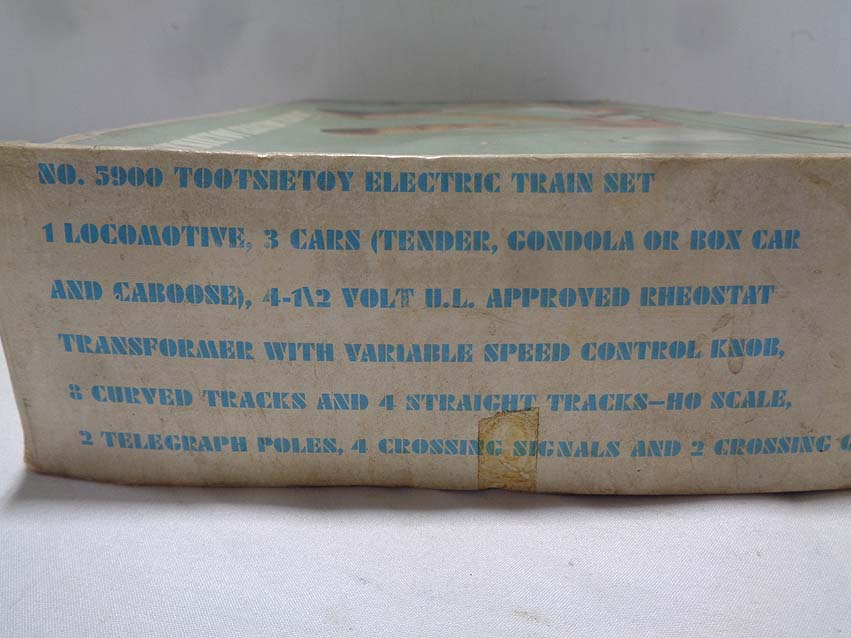 NO. 5900 TOOTSIETOY ELECTRIC TRAIN SET
1 LOCOMOTIVE, 3 CARS (TENDER, GONDOLA OR BOX CAR
AND CABOOSE), 4-1\2 VOLT U.L. APPROVED RHEOSTAT
TRANSFORMER WITH VARIABLE SPEED CONTROL KNOB,
8 CURVED TRACKS AND 4 STRAIGHT TRACKS—HO SCALE,
2 TELEGRAPH POLES, 4 CROSSING SIGNALS AND 2 CROSSING